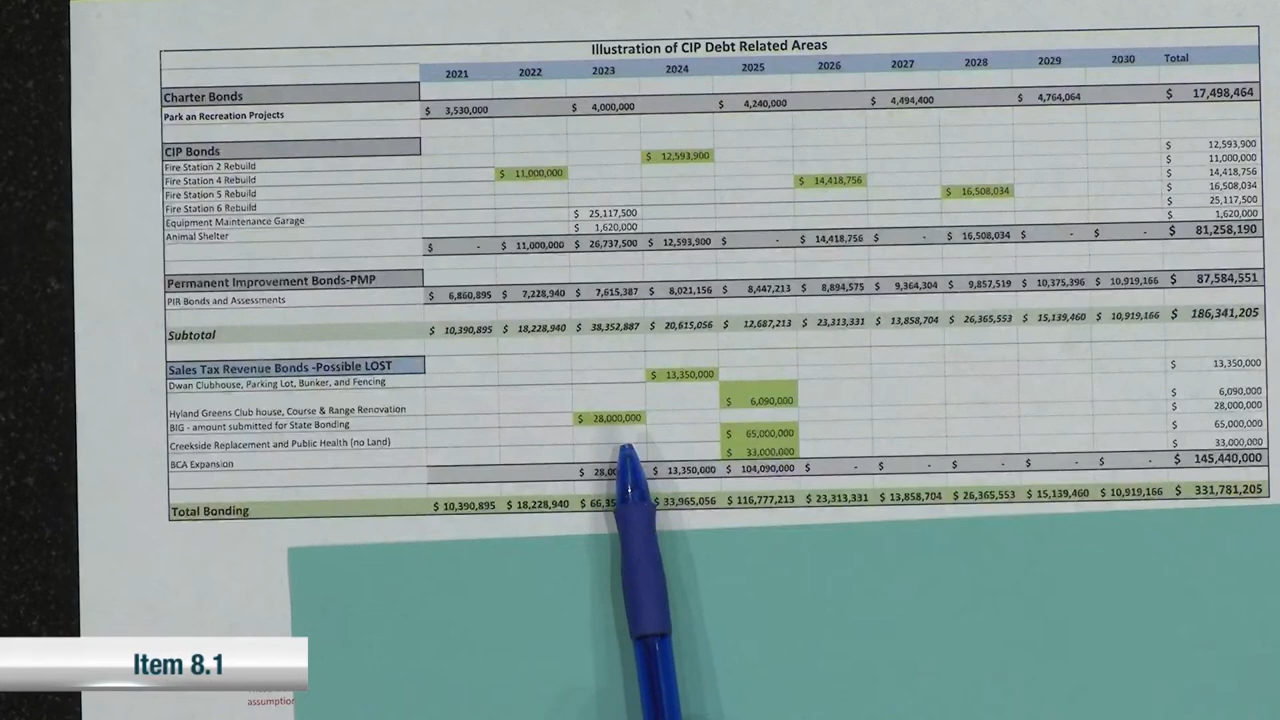 Illustration of CIP Debt Related Areas
2021 2022 2023 2024 2025 2026 2027 2028 2029 2030 Total
Charter Bonds
Park an Recreation Projects $ 3,530,000 $ 4,000,000 $ 4,240,000 $ 4,494,400 $ 4,764,064 $ 17,498,464
CIP Bonds
Fire Station 2 Rebuild $ 12,593,900 $ 12,593,900
Fire Station 4 Rebuild $ 11,000,000 $ 11,000,000
Fire Station 5 Rebuild $ 14,418,756 $ 14,418,756
Fire Station 6 Rebuild $ 16,508,034 $ 16,508,034
Equipment Maintenance Garage $ 25,117,500 $ 25,117,500
Animal Shelter $ 1,620,000 $ 1,620,000
$ - $ 11,000,000 $ 26,737,500 $ 12,593,900 $ - $ 14,418,756 $ - $ 16,508,034 $ - $ - $ 81,258,190
Permanent Improvement Bonds-PMP
PIR Bonds and Assessments $ 6,860,895 $ 7,228,940 $ 7,615,387 $ 8,021,156 $ 8,447,213 $ 8,894,575 $ 9,364,304 $ 9,857,519 $ 10,375,396 $ 10,919,166 $ 87,584,551
Subtotal $ 10,390,895 $ 18,228,940 $ 38,352,887 $ 20,615,056 $ 12,687,213 $ 23,313,331 $ 13,858,704 $ 26,365,553 $ 15,139,460 $ 10,919,166 $ 186,341,205
Sales Tax Revenue Bonds -Possible LOST
Dwan Clubhouse, Parking Lot, Bunker, and Fencing $ 13,350,000 $ 13,350,000
Hyland Greens Club house, Course & Range Renovation $ 6,090,000 $ 6,090,000
BIG - amount submitted for State Bonding $ 28,000,000 $ 28,000,000
Creekside Replacement and Public Health (no Land) $ 65,000,000 $ 65,000,000
BCA Expansion $ 33,000,000 $ 33,000,000
$ 28,00 $ 13,350,000 $ 104,090,000 $ - $ - $ - $ - $ - $ 145,440,000
Total Bonding $ 10,390,895 $ 18,228,940 $ 66,35 $ 33,965,056 $ 116,777,213 $ 23,313,331 $ 13,858,704 $ 26,365,553 $ 15,139,460 $ 10,919,166 $ 331,781,205
Item 8.1
assumption